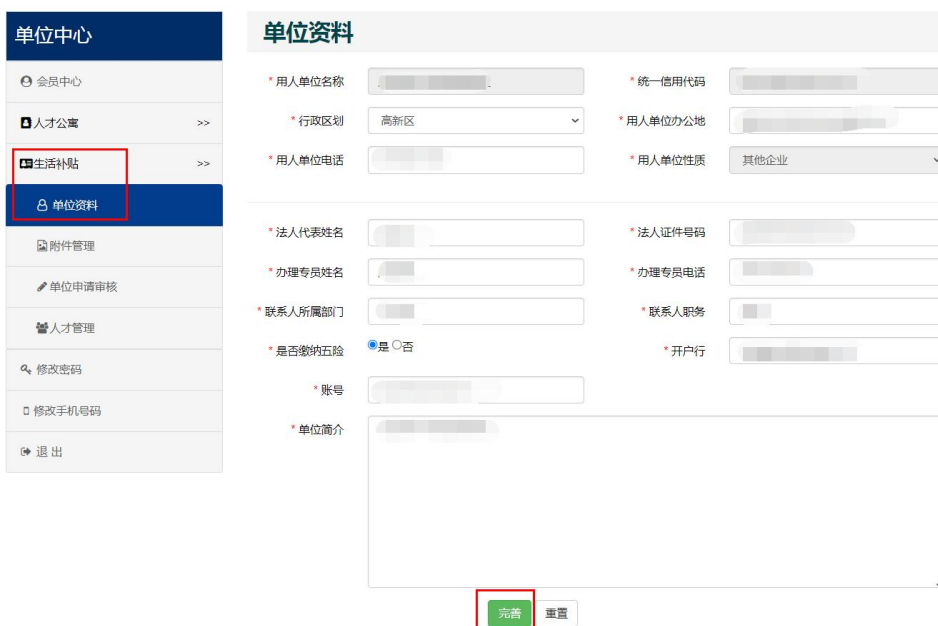 单位中心
会员中心
人才公寓 >>
生活补贴 >>
单位资料
附件管理
单位申请审核
人才管理
修改密码
修改手机号码
退 出
单位资料
* 用人单位名称 * 统一信用代码
* 行政区划 高新区 * 用人单位办公地
* 用人单位电话 * 用人单位性质 其他企业
* 法人代表姓名 * 法人证件号码
* 办理专员姓名 * 办理专员电话
* 联系人所属部门 * 联系人职务
* 是否缴纳五险 是 否 * 开户行
* 账号
* 单位简介
完善 重置